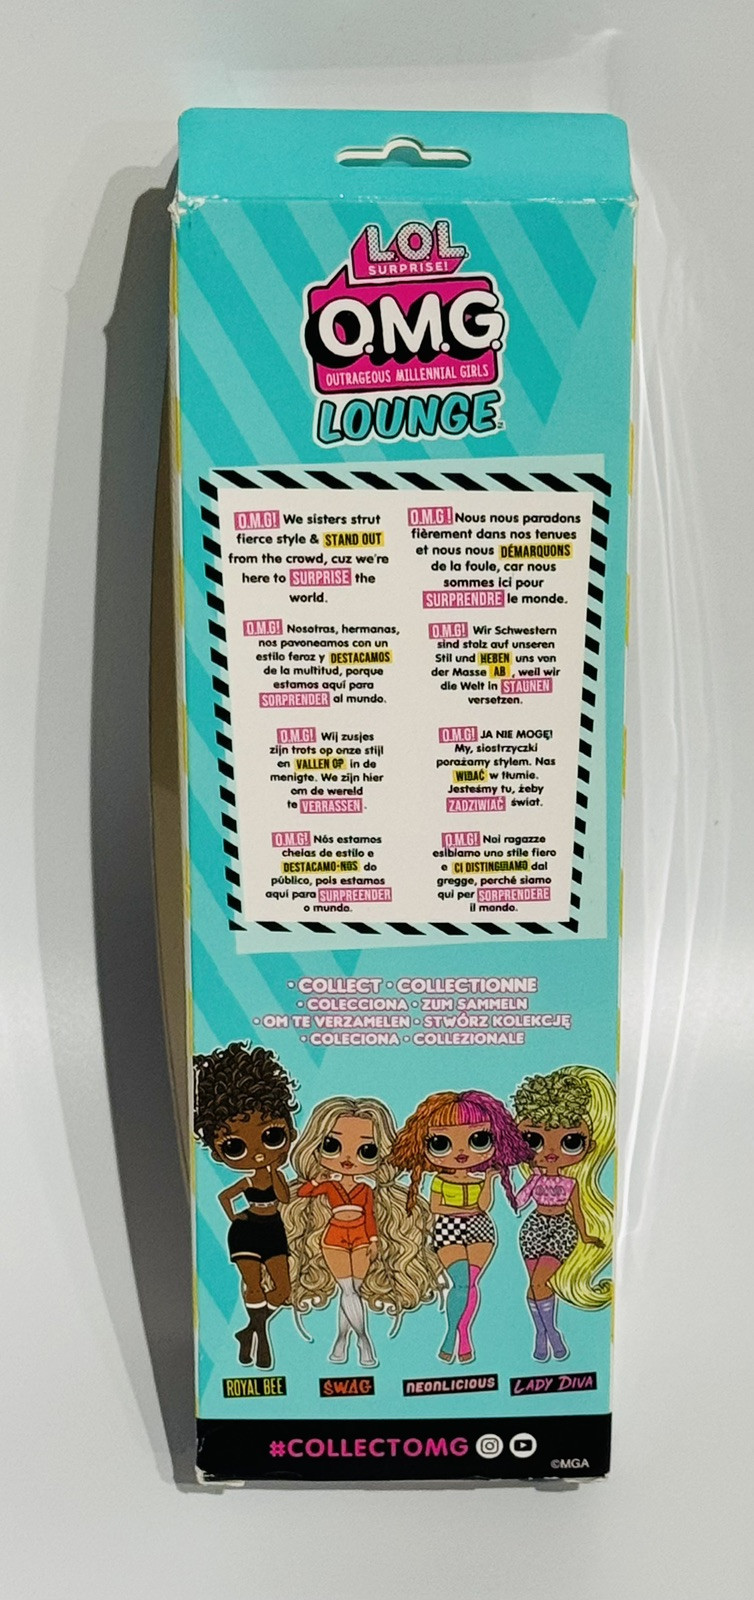 L.O.L.
SURPRISE!
O.M.G.
OUTRAGEOUS MILLENNIAL GIRLS
LOUNGE™
O.M.G! We sisters strut
fierce style & STAND OUT
from the crowd, cuz we're
here to SURPRISE the
world.
O.M.G! Nous nous paradons
fièrement dans nos tenues
et nous nous DÉMARQUONS
de la foule, car nous
sommes ici pour
SURPRENDRE le monde.
O.M.G! Nosotras, hermanas,
nos pavoneamos con un
estilo feroz y DESTACAMOS
de la multitud, porque
estamos aquí para
SORPRENDER al mundo.
O.M.G! Wir Schwestern
sind stolz auf unseren
Stil und HEBEN uns von
der Masse AB, weil wir
die Welt in STAUNEN
versetzen.
O.M.G! Wij zusjes
zijn trots op onze stijl
en VALLEN OP in de
menigte. We zijn hier
om de wereld
te VERRASSEN.
O.M.G! JA NIE MOGĘ!
My, siostrzyczki
porażamy stylem. Nas
WIDAĆ w tłumie.
Jesteśmy tu, żeby
ZADZIWIAĆ świat.
O.M.G! Nós estamos
cheias de estilo e
DESTACAMO-NOS do
público, pois estamos
aqui para SURPREENDER
o mundo.
O.M.G! Noi ragazze
esibiamo uno stile fiero
e CI DISTINGUIAMO dal
gregge, perché siamo
qui per SORPRENDERE
il mondo.
• COLLECT • COLLECTIONNE
• COLECCIONA • ZUM SAMMELN
• OM TE VERZAMELEN • STWÓRZ KOLEKCJĘ
• COLECIONA • COLLEZIONALE
ROYAL BEE
SWAG
NEONLICIOUS
LADY DIVA
#COLLECTOMG
©MGA